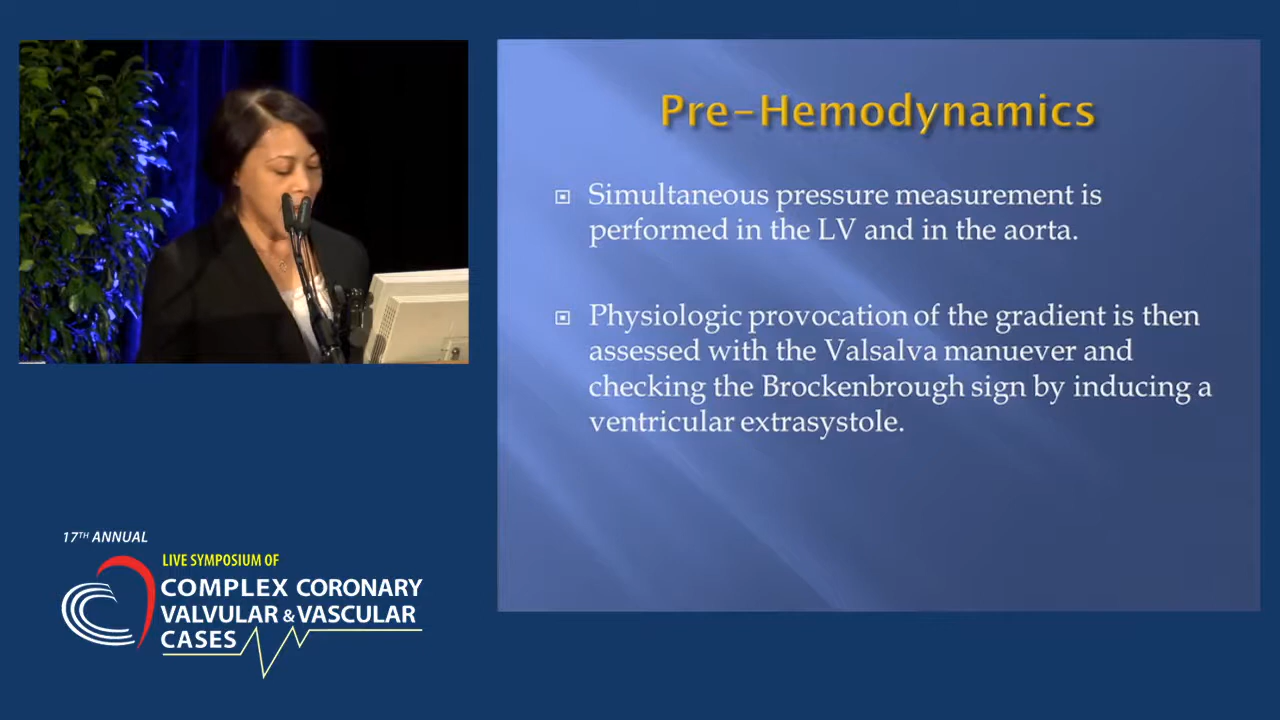 Pre-Hemodynamics
Simultaneous pressure measurement is
performed in the LV and in the aorta.
Physiologic provocation of the gradient is then
assessed with the Valsalva manuever and
checking the Brockenbrough sign by inducing a
ventricular extrasystole.
17TH ANNUAL
LIVE SYMPOSIUM OF
COMPLEX CORONARY
VALVULAR & VASCULAR
CASES